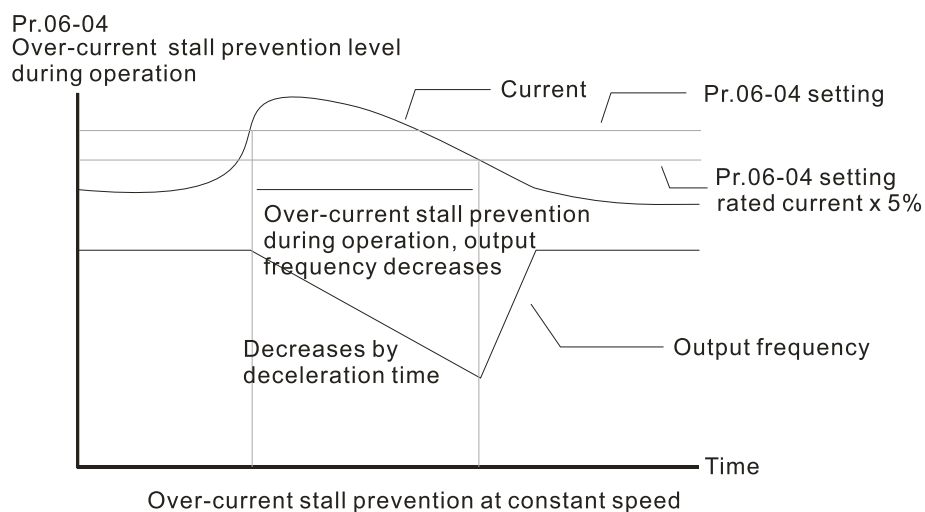 Pr.06-04
Over-current stall prevention level
during operation
Current
Pr.06-04 setting
Pr.06-04 setting
rated current x 5%
Over-current stall prevention
during operation, output
frequency decreases
Decreases by
deceleration time
Output frequency
Time
Over-current stall prevention at constant speed